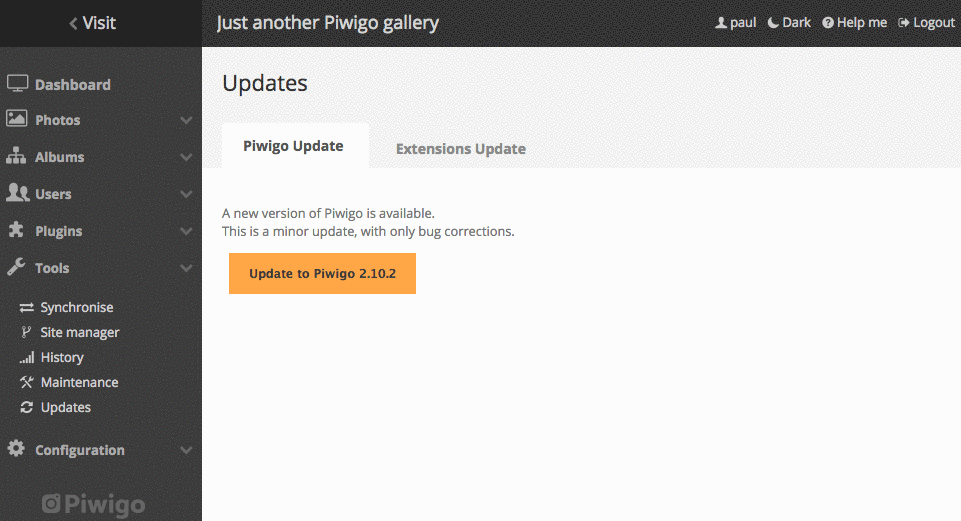 Visit
Just another Piwigo gallery
paul
Dark
Help me
Logout
Dashboard
Photos
Albums
Users
Plugins
Tools
Synchronise
Site manager
History
Maintenance
Updates
Configuration
Piwigo
Updates
Piwigo Update
Extensions Update
A new version of Piwigo is available.
This is a minor update, with only bug corrections.
Update to Piwigo 2.10.2